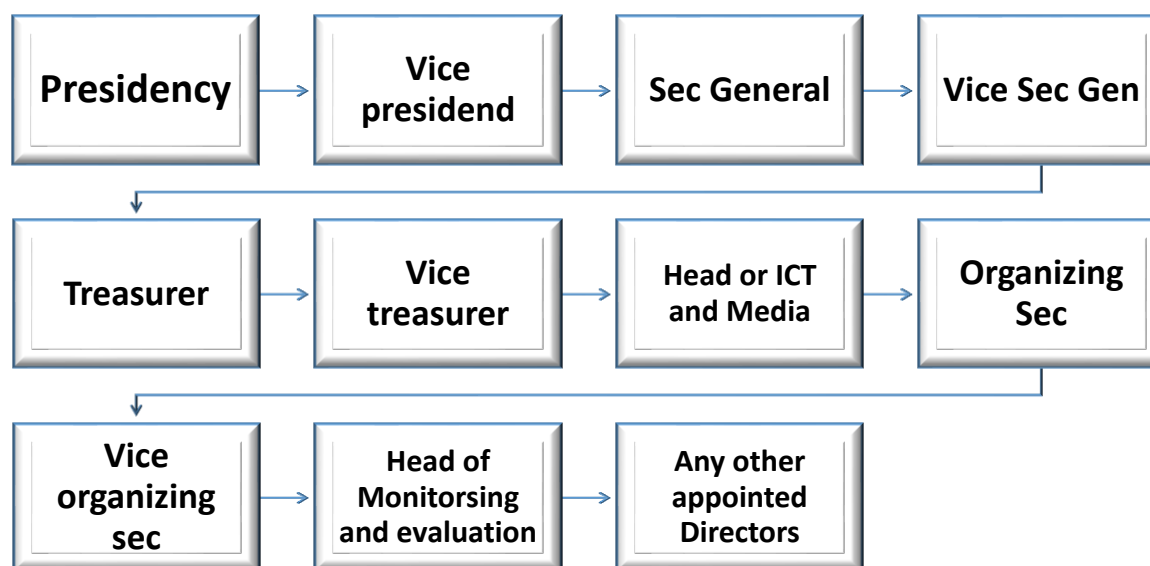 Presidency
Vice
presidend
Sec General
Vice Sec Gen
Treasurer
Vice
treasurer
Head or ICT
and Media
Organizing
Sec
Vice
organizing
sec
Head of
Monitorsing
and evaluation
Any other
appointed
Directors